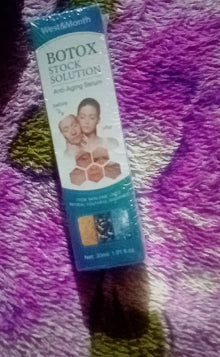 West&Month
BOTOX
STOCK
SOLUTION
Anti-Aging Serum
before
after
Net: 30ml 1.01 fl oz.